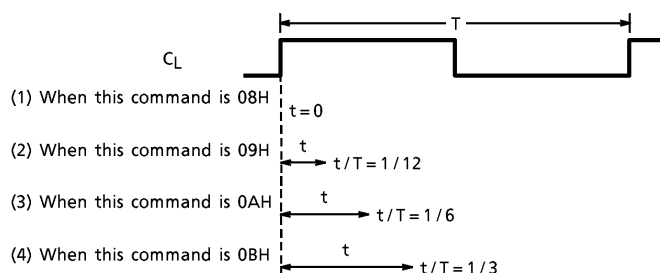 T
CL
(1) When this command is 08H
t=0
(2) When this command is 09H
t
t/T=1/12
(3) When this command is 0AH
t
t/T=1/6
(4) When this command is 0BH
t
t/T=1/3